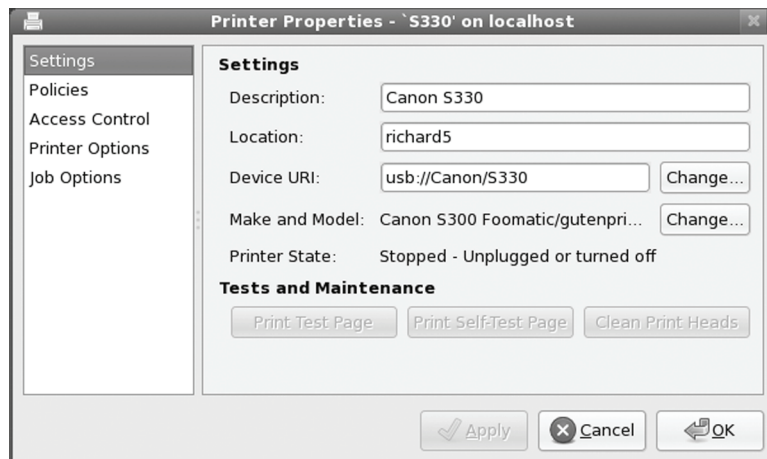 Printer Properties - `S330' on localhost
Settings
Policies
Access Control
Printer Options
Job Options
Settings
Description: Canon S330
Location: richard5
Device URI: usb://Canon/S330 Change...
Make and Model: Canon S300 Foomatic/gutenpri... Change...
Printer State: Stopped - Unplugged or turned off
Tests and Maintenance
Print Test Page Print Self-Test Page Clean Print Heads
Apply Cancel OK